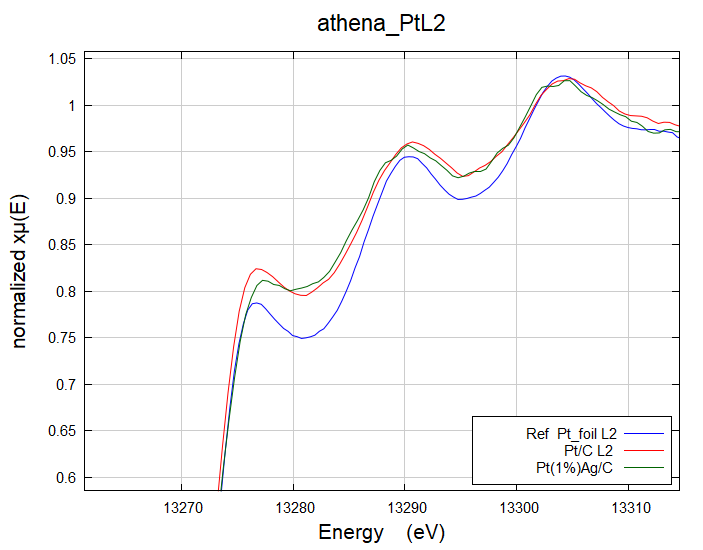 athena_PtL2
normalized xμ(E)
1.05
1
0.95
0.9
0.85
0.8
0.75
0.7
0.65
0.6
Ref Pt_foil L2
Pt/C L2
Pt(1%)Ag/C
13270 13280 13290 13300 13310
Energy (eV)